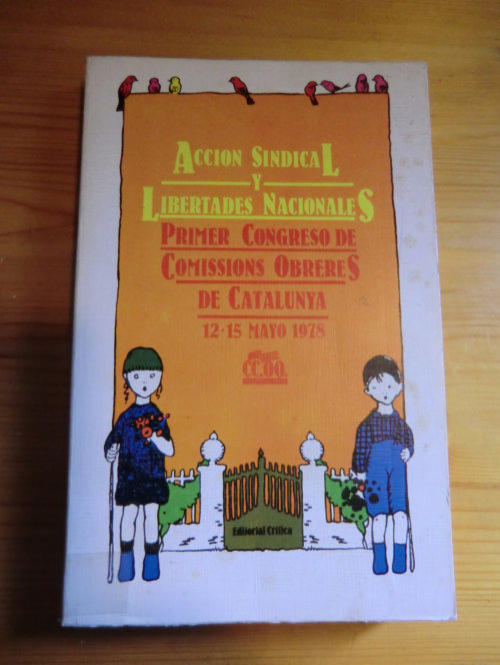 ACCION SINDICAL
Y
LIBERTADES NACIONALES
PRIMER CONGRESO DE
COMISSIONS OBRERES
DE CATALUNYA
12-15 MAYO 1978
CC.OO.
Editorial Crítica